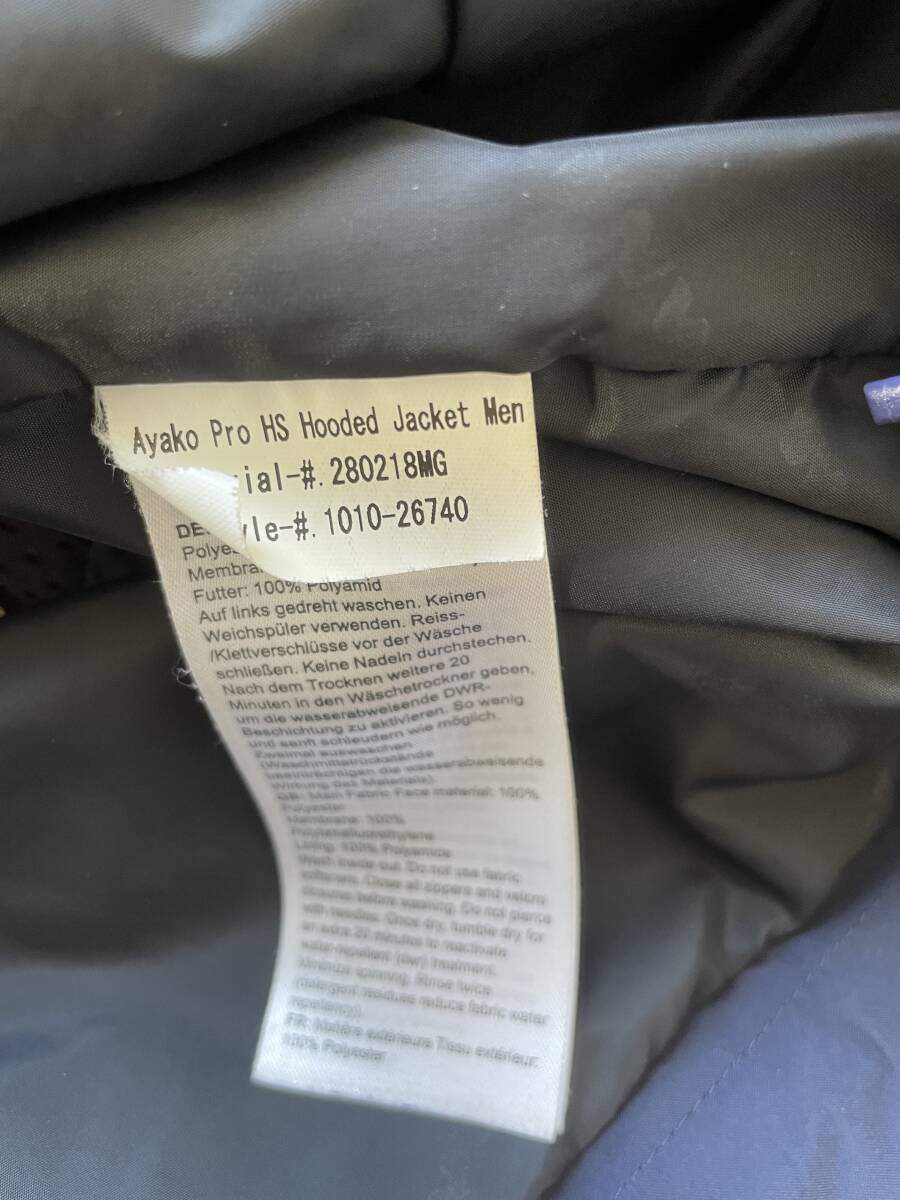 Ayako Pro HS Hooded Jacket Men
ial-#. 280218MG
yle-#. 1010-26740
DE:
Polye
Membra
Futter: 100% Polyamid
Auf links gedreht waschen. Keinen
Weichspüler verwenden. Reiss-
/Klettverschlüsse vor der Wäsche
schließen. Keine Nadeln durchstechen.
Nach dem Trocknen weitere 20
Minuten in den Wäschetrockner geben,
um die wasserabweisende DWR-
Beschichtung zu aktivieren. So wenig
und sanft schleudern wie möglich.
Zweimal auswaschen
(Waschmittelrückstände
beeinträchtigen die wasserabweisende
Wirkung des Materials).
GB: Main Fabric Face material: 100%
Polyester
Membrane: 100%
Polytetrafluorethylene
Lining: 100% Polyamide
Wash inside out. Do not use fabric
softeners. Close all zippers and velcro
closures before washing. Do not pierce
with needles. Once dry, tumble dry for
an extra 20 minutes to reactivate
water-repellent (dwr) treatment.
Minimize spinning. Rinse twice
(detergent residues reduce fabric water
repellency).
FR: Matière extérieure Tissu extérieur:
100% Polyester